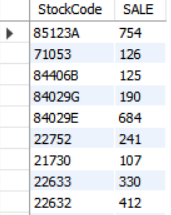 StockCode SALE
85123A 754
71053 126
84406B 125
84029G 190
84029E 684
22752 241
21730 107
22633 330
22632 412